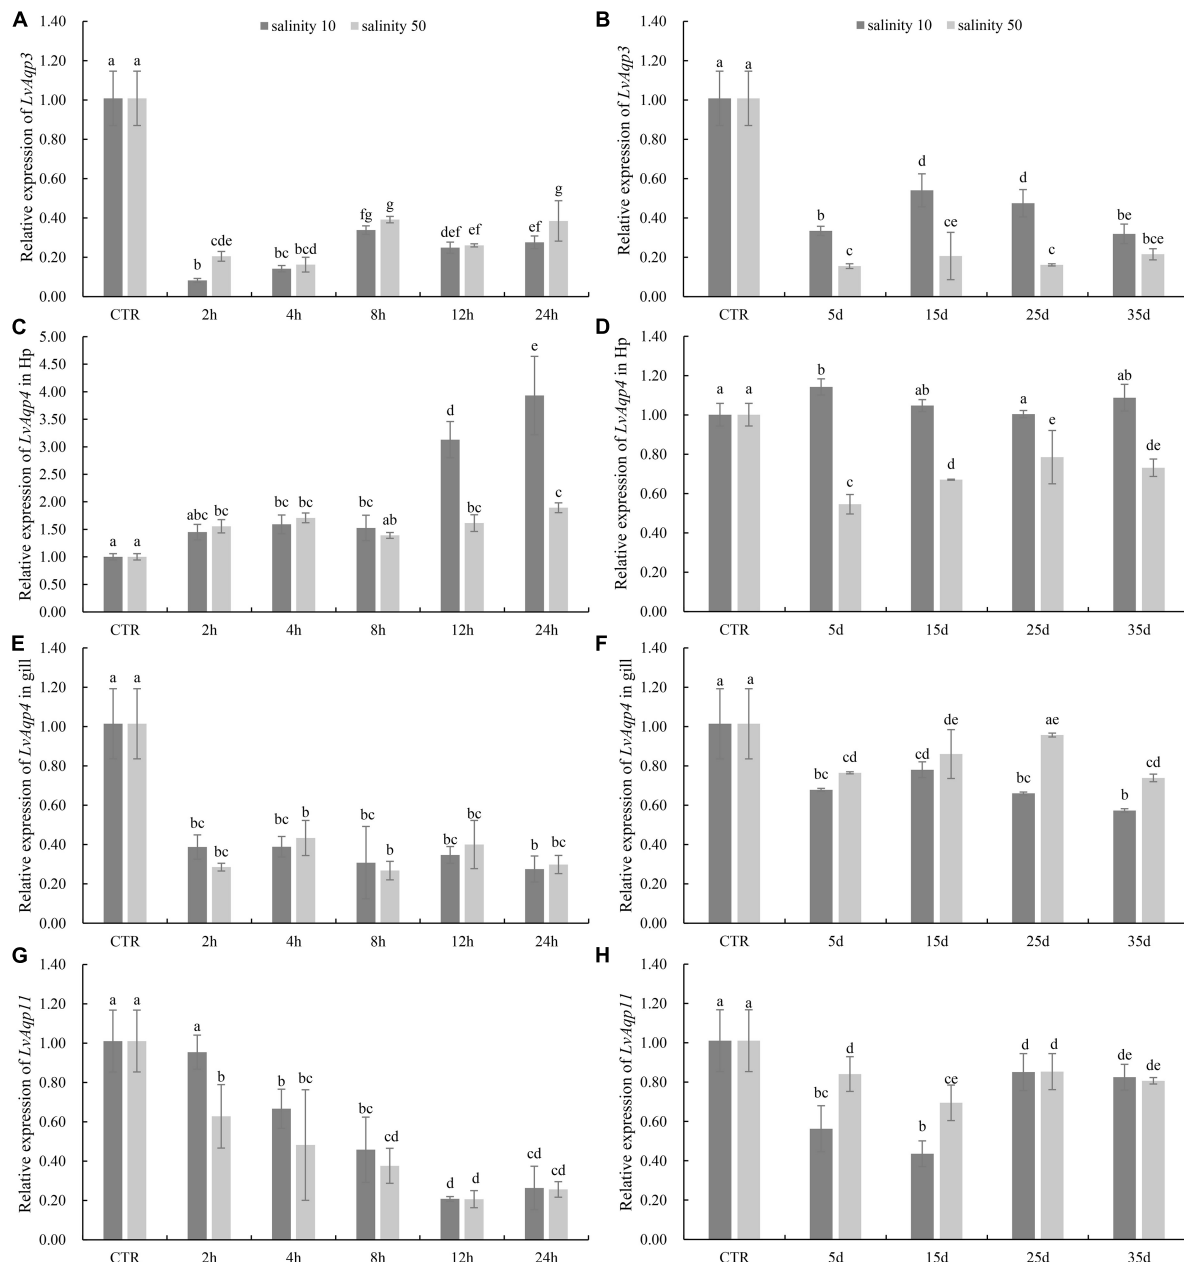 A
Relative expression of LvAqp3
salinity 10 salinity 50
1.40
1.20
1.00
0.80
0.60
0.40
0.20
0.00
a a
b cde
bc bcd
fg g
def ef
ef g
CTR 2h 4h 8h 12h 24h
B
Relative expression of LvAqp3
salinity 10 salinity 50
1.40
1.20
1.00
0.80
0.60
0.40
0.20
0.00
a a
b c
d ce
d c
be bce
CTR 5d 15d 25d 35d
C
Relative expression of LvAqp4 in Hp
5.00
4.50
4.00
3.50
3.00
2.50
2.00
1.50
1.00
0.50
0.00
a a
abc bc
bc bc
bc ab
d bc
e c
CTR 2h 4h 8h 12h 24h
D
Relative expression of LvAqp4 in Hp
1.40
1.20
1.00
0.80
0.60
0.40
0.20
0.00
a a
b c
ab d
a e
ab de
CTR 5d 15d 25d 35d
E
Relative expression of LvAqp4 in gill
1.40
1.20
1.00
0.80
0.60
0.40
0.20
0.00
a a
bc bc
bc b
bc b
bc bc
b bc
CTR 2h 4h 8h 12h 24h
F
Relative expression of LvAqp4 in gill
1.40
1.20
1.00
0.80
0.60
0.40
0.20
0.00
a a
bc cd
cd de
bc ae
b cd
CTR 5d 15d 25d 35d
G
Relative expression of LvAqp11
1.40
1.20
1.00
0.80
0.60
0.40
0.20
0.00
a a
a b
b bc
bc cd
d d
cd cd
CTR 2h 4h 8h 12h 24h
H
Relative expression of LvAqp11
1.40
1.20
1.00
0.80
0.60
0.40
0.20
0.00
a a
bc d
b ce
d d
de de
CTR 5d 15d 25d 35d